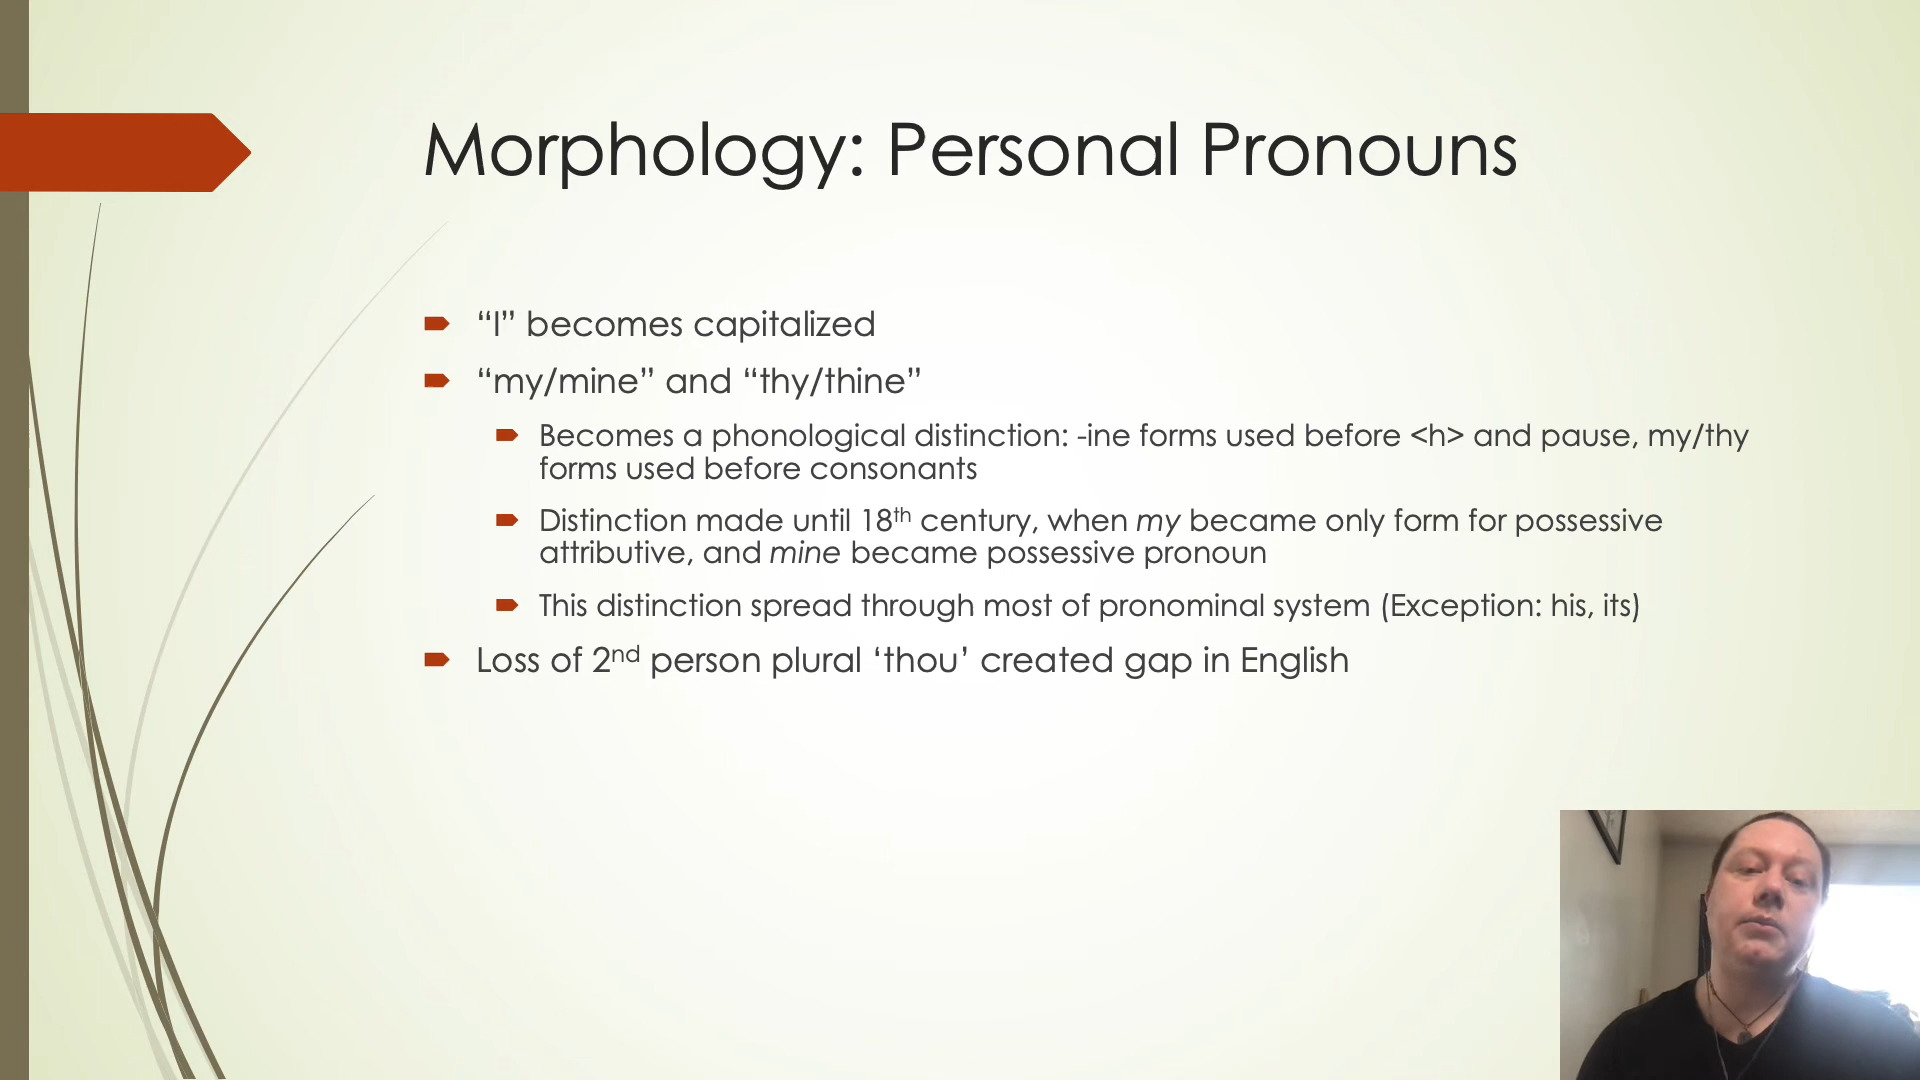 Morphology: Personal Pronouns
“I” becomes capitalized
“my/mine” and “thy/thine”
Becomes a phonological distinction: -ine forms used before <h> and pause, my/thy
forms used before consonants
Distinction made until 18th century, when my became only form for possessive
attributive, and mine became possessive pronoun
This distinction spread through most of pronominal system (Exception: his, its)
Loss of 2nd person plural ‘thou’ created gap in English